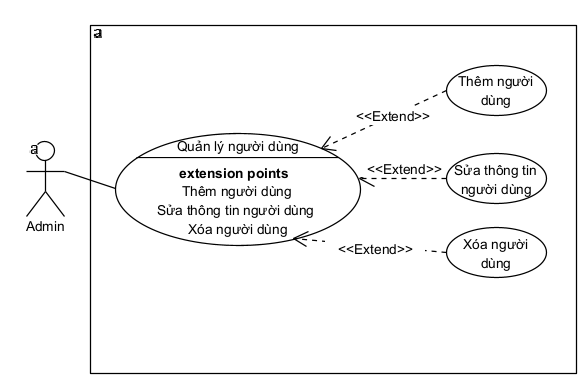 a
Thêm người
dùng
<<Extend>>
a
Quản lý người dùng
extension points
Thêm người dùng
Sửa thông tin người dùng
Xóa người dùng
<<Extend>>
Sửa thông tin
người dùng
Admin
<<Extend>>
Xóa người
dùng